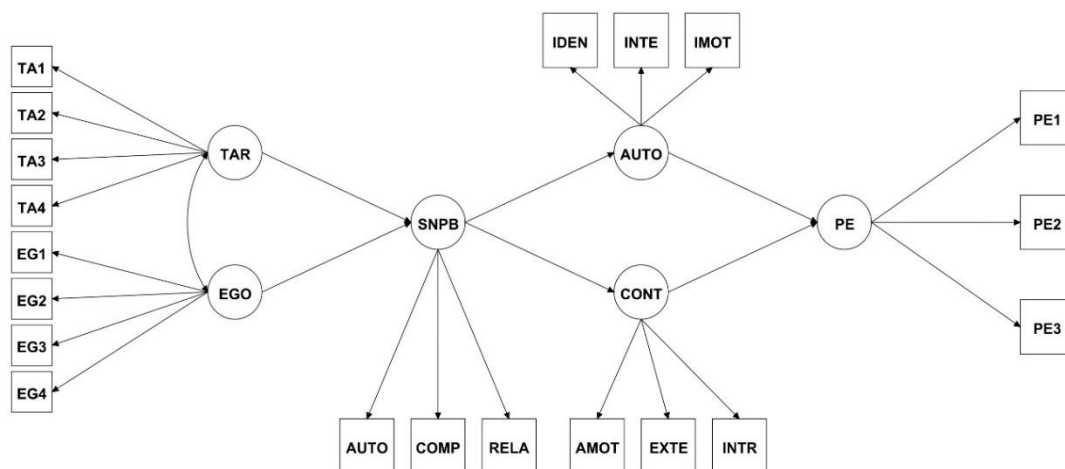 IDEN
INTE
IMOT
TA1
TA2
TA3
TA4
EG1
EG2
EG3
EG4
TAR
EGO
SNPB
AUTO
CONT
PE
PE1
PE2
PE3
AUTO
COMP
RELA
AMOT
EXTE
INTR